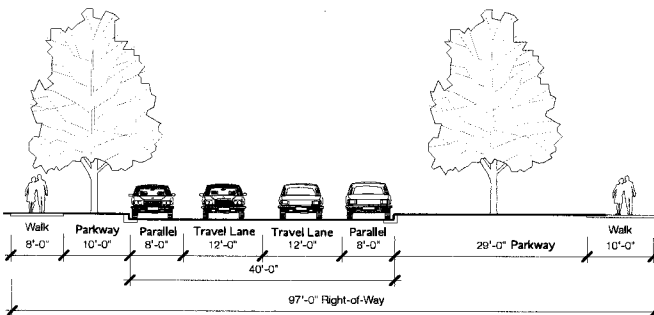 Walk Parkway Parallel Travel Lane Travel Lane Parallel Walk
8'-0" 10'-0" 8'-0" 12'-0" 12'-0" 8'-0" 29'-0" Parkway 10'-0"
40'-0"
97'-0" Right-of-Way